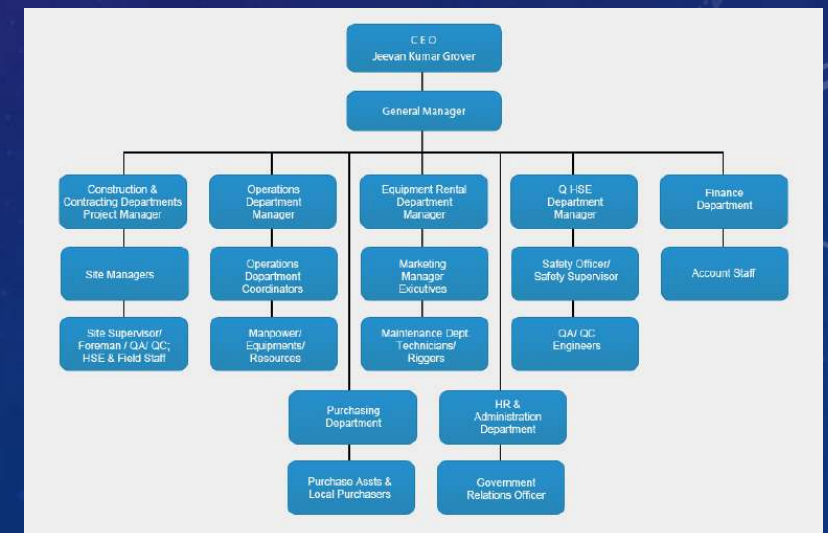 C E O
Jeevan Kumar Grover
General Manager
Construction &
Contracting Departments
Project Manager
Operations
Department
Manager
Equipment Rental
Department
Manager
Q HSE
Department
Manager
Finance
Department
Site Managers
Operations
Department
Coordinators
Marketing
Manager
Exicutives
Safety Officer/
Safety Supervisor
Account Staff
Site Supervisor/
Foreman / QA/ QC;
HSE & Field Staff
Manpower/
Equipments/
Resources
Maintenance Dept.
Technicians/
Riggers
QA/ QC
Engineers
Purchasing
Department
HR &
Administration
Department
Purchase Assts &
Local Purchasers
Government
Relations Officer